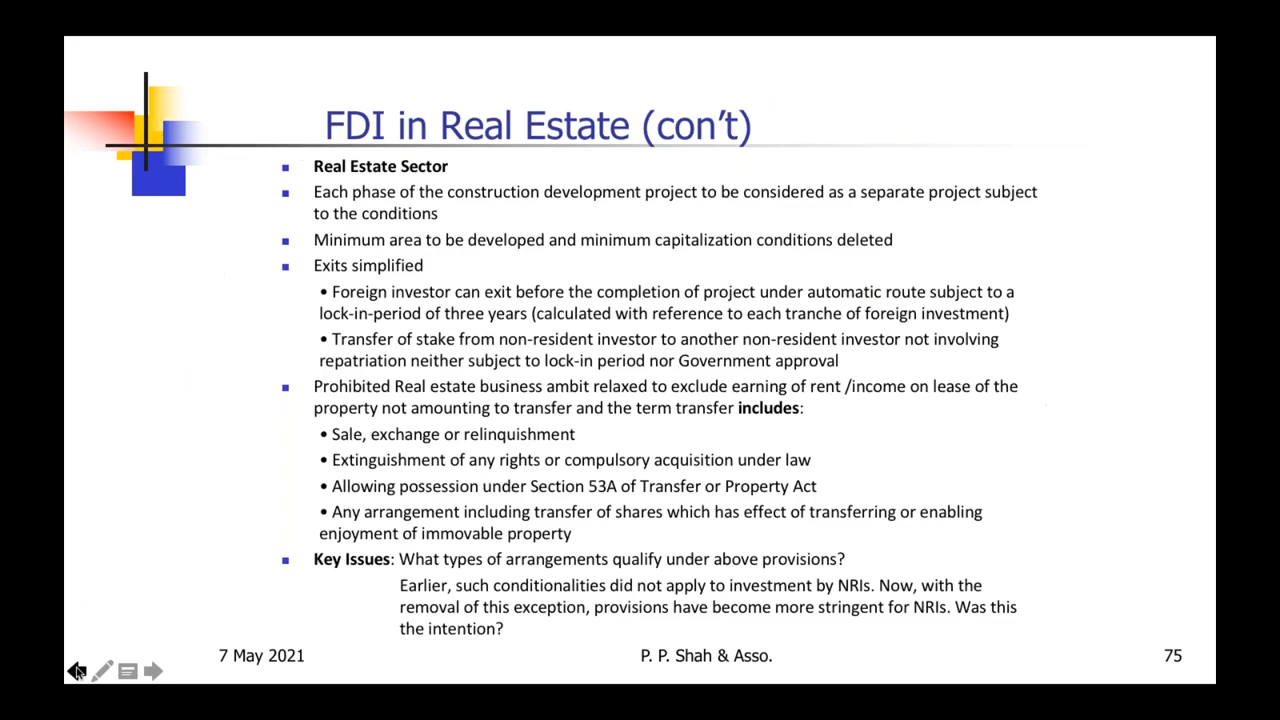 FDI in Real Estate (con't)
Real Estate Sector
Each phase of the construction development project to be considered as a separate project subject
to the conditions
Minimum area to be developed and minimum capitalization conditions deleted
Exits simplified
• Foreign investor can exit before the completion of project under automatic route subject to a
lock-in-period of three years (calculated with reference to each tranche of foreign investment)
• Transfer of stake from non-resident investor to another non-resident investor not involving
repatriation neither subject to lock-in period nor Government approval
Prohibited Real estate business ambit relaxed to exclude earning of rent /income on lease of the
property not amounting to transfer and the term transfer includes:
• Sale, exchange or relinquishment
• Extinguishment of any rights or compulsory acquisition under law
• Allowing possession under Section 53A of Transfer or Property Act
• Any arrangement including transfer of shares which has effect of transferring or enabling
enjoyment of immovable property
Key Issues: What types of arrangements qualify under above provisions?
Earlier, such conditionalities did not apply to investment by NRIs. Now, with the
removal of this exception, provisions have become more stringent for NRIs. Was this
the intention?
7 May 2021 P. P. Shah & Asso. 75